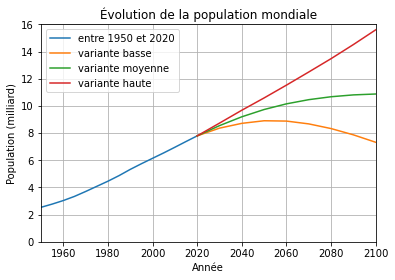 Évolution de la population mondiale
entre 1950 et 2020
variante basse
variante moyenne
variante haute
Population (milliard)
16
14
12
10
8
6
4
2
0
1960 1980 2000 2020 2040 2060 2080 2100
Année